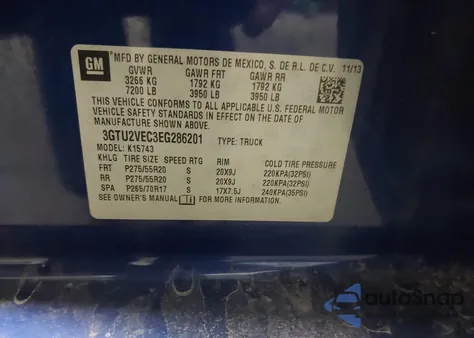 GM
MFD BY GENERAL MOTORS DE MEXICO, S. DE R.L. DE C.V. 11/13
GVWR GAWR FRT GAWR RR
3266 KG 1792 KG 1792 KG
7200 LB 3950 LB 3950 LB
THIS VEHICLE CONFORMS TO ALL APPLICABLE U.S. FEDERAL MOTOR
VEHICLE SAFETY, BUMPER, AND THEFT PREVENTION STANDARDS IN
EFFECT ON THE DATE OF MANUFACTURE SHOWN ABOVE.
3GTU2VEC3EG286201 TYPE: TRUCK
MODEL: K15743
KHLG TIRE SIZE SPEED RTG RIM COLD TIRE PRESSURE
FRT P275/55R20 S 20X9J 220KPA(32PSI)
RR P275/55R20 S 20X9J 220KPA(32PSI)
SPA P265/70R17 S 17X7.5J 240KPA(35PSI)
SEE OWNER'S MANUAL FOR MORE INFORMATION.
autoSnap